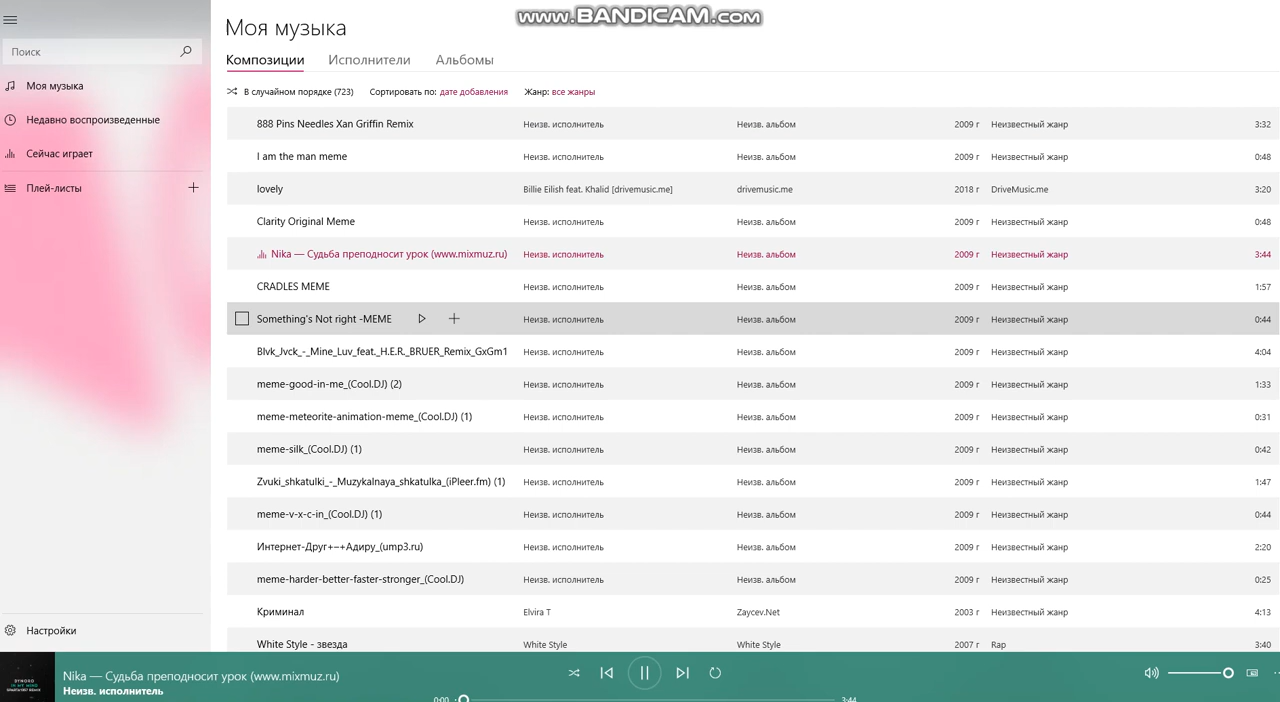 www.BANDICAM.com
Моя музыка
Поиск
Моя музыка
Недавно воспроизведенные
Сейчас играет
Плей-листы
Настройки
Композиции Исполнители Альбомы
В случайном порядке (723) Сортировать по: дате добавления Жанр: все жанры
888 Pins Needles Xan Griffin Remix Неизв. исполнитель Неизв. альбом 2009 г Неизвестный жанр 3:32
I am the man meme Неизв. исполнитель Неизв. альбом 2009 г Неизвестный жанр 0:48
lovely Billie Eilish feat. Khalid [drivemusic.me] drivemusic.me 2018 г DriveMusic.me 3:20
Clarity Original Meme Неизв. исполнитель Неизв. альбом 2009 г Неизвестный жанр 0:48
Nika — Судьба преподносит урок (www.mixmuz.ru) Неизв. исполнитель Неизв. альбом 2009 г Неизвестный жанр 3:44
CRADLES MEME Неизв. исполнитель Неизв. альбом 2009 г Неизвестный жанр 1:57
Something's Not right -MEME Неизв. исполнитель Неизв. альбом 2009 г Неизвестный жанр 0:44
Blvk_Jvck_-_Mine_Luv_feat._H.E.R._BRUER_Remix_GxGm1 Неизв. исполнитель Неизв. альбом 2009 г Неизвестный жанр 4:04
meme-good-in-me_(Cool.DJ) (2) Неизв. исполнитель Неизв. альбом 2009 г Неизвестный жанр 1:33
meme-meteorite-animation-meme_(Cool.DJ) (1) Неизв. исполнитель Неизв. альбом 2009 г Неизвестный жанр 0:31
meme-silk_(Cool.DJ) (1) Неизв. исполнитель Неизв. альбом 2009 г Неизвестный жанр 0:42
Zvuki_shkatulki_-_Muzykalnaya_shkatulka_(iPleer.fm) (1) Неизв. исполнитель Неизв. альбом 2009 г Неизвестный жанр 1:47
meme-v-x-c-in_(Cool.DJ) (1) Неизв. исполнитель Неизв. альбом 2009 г Неизвестный жанр 0:44
Интернет-Друг+–+Адиру_(ump3.ru) Неизв. исполнитель Неизв. альбом 2009 г Неизвестный жанр 2:20
meme-harder-better-faster-stronger_(Cool.DJ) Неизв. исполнитель Неизв. альбом 2009 г Неизвестный жанр 0:25
Криминал Elvira T Zaycev.Net 2003 г Неизвестный жанр 4:13
White Style - звезда White Style White Style 2007 г Rap 3:40
Nika — Судьба преподносит урок (www.mixmuz.ru)
Неизв. исполнитель
0:00 3:44